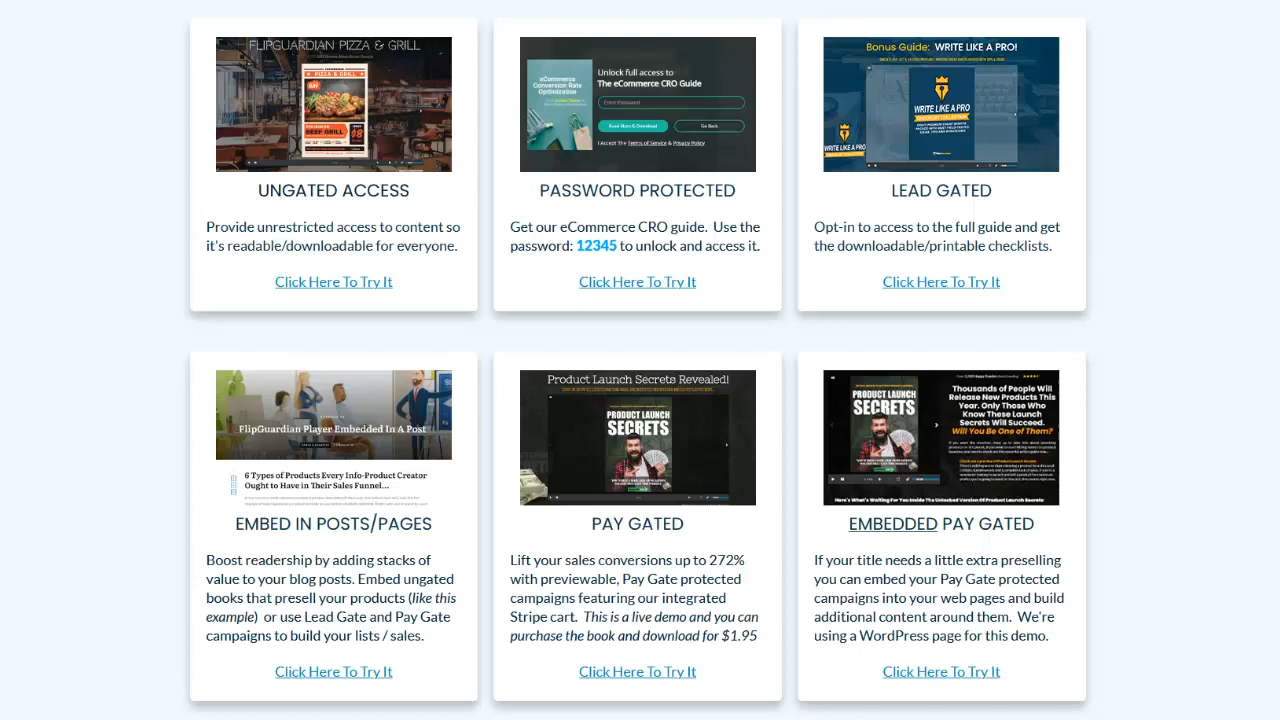 FLIPGUARDIAN PIZZA & GRILL
PIZZA & GRILL
BEEF GRILL
$8
UNGATED ACCESS
Provide unrestricted access to content so
it's readable/downloadable for everyone.
Click Here To Try It
eCommerce
Conversion Rate
Optimization
Unlock full access to
The eCommerce CRO Guide
Enter Password
Read More & Download
Go Back
I Accept The Terms of Service & Privacy Policy
PASSWORD PROTECTED
Get our eCommerce CRO guide. Use the
password: 12345 to unlock and access it.
Click Here To Try It
Bonus Guide: WRITE LIKE A PRO!
WRITE LIKE A PRO
WRITE LIKE A PRO
LEAD GATED
Opt-in to access to the full guide and get
the downloadable/printable checklists.
Click Here To Try It
FlipGuardian Player Embedded In A Post
6 Types of Products Every Info-Product Creator
Ought to Have in Their Sales Funnel...
EMBED IN POSTS/PAGES
Boost readership by adding stacks of
value to your blog posts. Embed ungated
books that presell your products (like this
example) or use Lead Gate and Pay Gate
campaigns to build your lists / sales.
Click Here To Try It
Product Launch Secrets Revealed!
PRODUCT LAUNCH
SECRETS
PAY GATED
Lift your sales conversions up to 272%
with previewable, Pay Gate protected
campaigns featuring our integrated
Stripe cart. This is a live demo and you can
purchase the book and download for $1.95
Click Here To Try It
PRODUCT LAUNCH
SECRETS
Thousands of People Will
Release New Products This
Year. Only Those Who
Know These Launch
Secrets Will Succeed.
Will You Be One of Them?
Here's What's Waiting For You Inside The Unlocked Version Of Product Launch Secrets
EMBEDDED PAY GATED
If your title needs a little extra preselling
you can embed your Pay Gate protected
campaigns into your web pages and build
additional content around them. We're
using a WordPress page for this demo.
Click Here To Try It